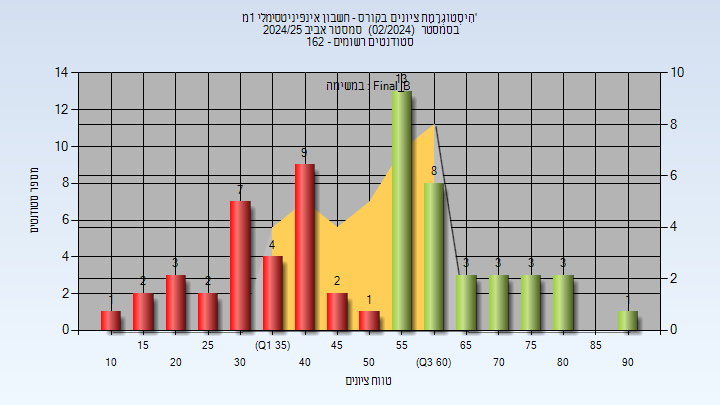 היסטוגרמת ציונים בקורס - חשבון אינפיניטסימלי 1מ'
בסמסטר  (02/2024)  סמסטר אביב 2024/25
סטודנטים רשומים - 162
במשימה : Final_B
14 12 10 8 6 4 2 0
מספר סטודנטים
10 8 6 4 2 0
1 2 3 2 7 4 9 2 1 13 8 3 3 3 3 1
15 25 (Q1 35) 45 55 65 75 85
10 20 30 40 50 (Q3 60) 70 80 90
טווח ציונים